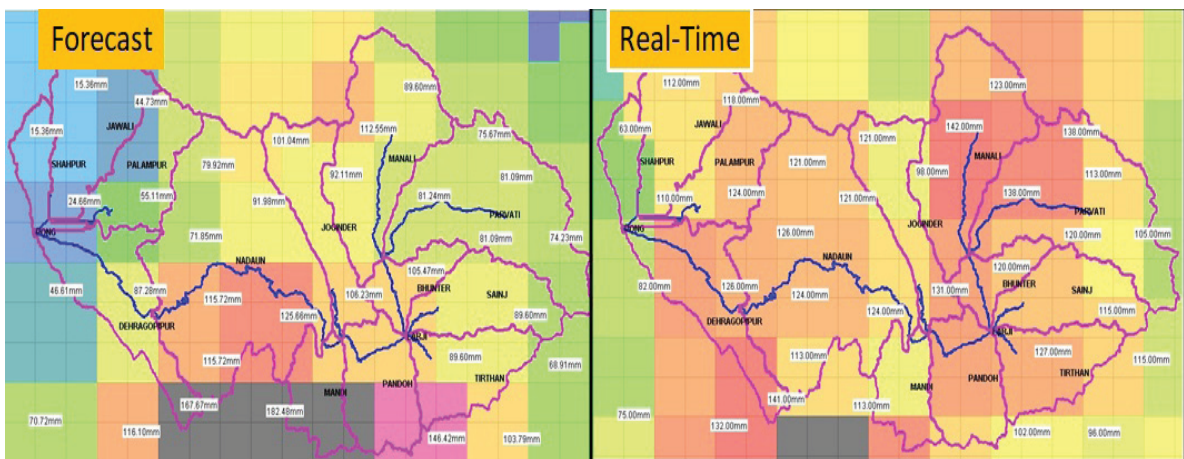 Forecast
15.36mm
89.60mm
44.73mm
112.55mm
15.36mm
JAWALI
101.04mm
75.67mm
SHAHPUR
PALAMPUR
79.92mm
92.11mm
MANALI
81.09mm
24.66mm
55.11mm
91.98mm
81.24mm
PARVATI
PONG
71.85mm
JOGINDER
81.09mm
74.23mm
NADAUN
105.47mm
46.61mm
87.28mm
115.72mm
106.23mm
BHUNTER
SAINJ
DEHRAGOPIPUR
125.66mm
89.60mm
LARJI
115.72mm
89.60mm
68.91mm
PANDOH
TIRTHAN
167.67mm
182.48mm
MANDI
70.72mm
116.10mm
146.42mm
103.79mm
Real-Time
112.00mm
123.00mm
118.00mm
63.00mm
JAWALI
121.00mm
142.00mm
138.00mm
SHAHPUR
PALAMPUR
121.00mm
98.00mm
MANALI
113.00mm
110.00mm
124.00mm
121.00mm
138.00mm
PARVATI
PONG
126.00mm
JOGINDER
120.00mm
105.00mm
NADAUN
120.00mm
82.00mm
126.00mm
124.00mm
131.00mm
BHUNTER
SAINJ
DEHRAGOPIPUR
124.00mm
115.00mm
LARJI
113.00mm
127.00mm
115.00mm
MANDI
PANDOH
TIRTHAN
141.00mm
113.00mm
75.00mm
132.00mm
102.00mm
96.00mm